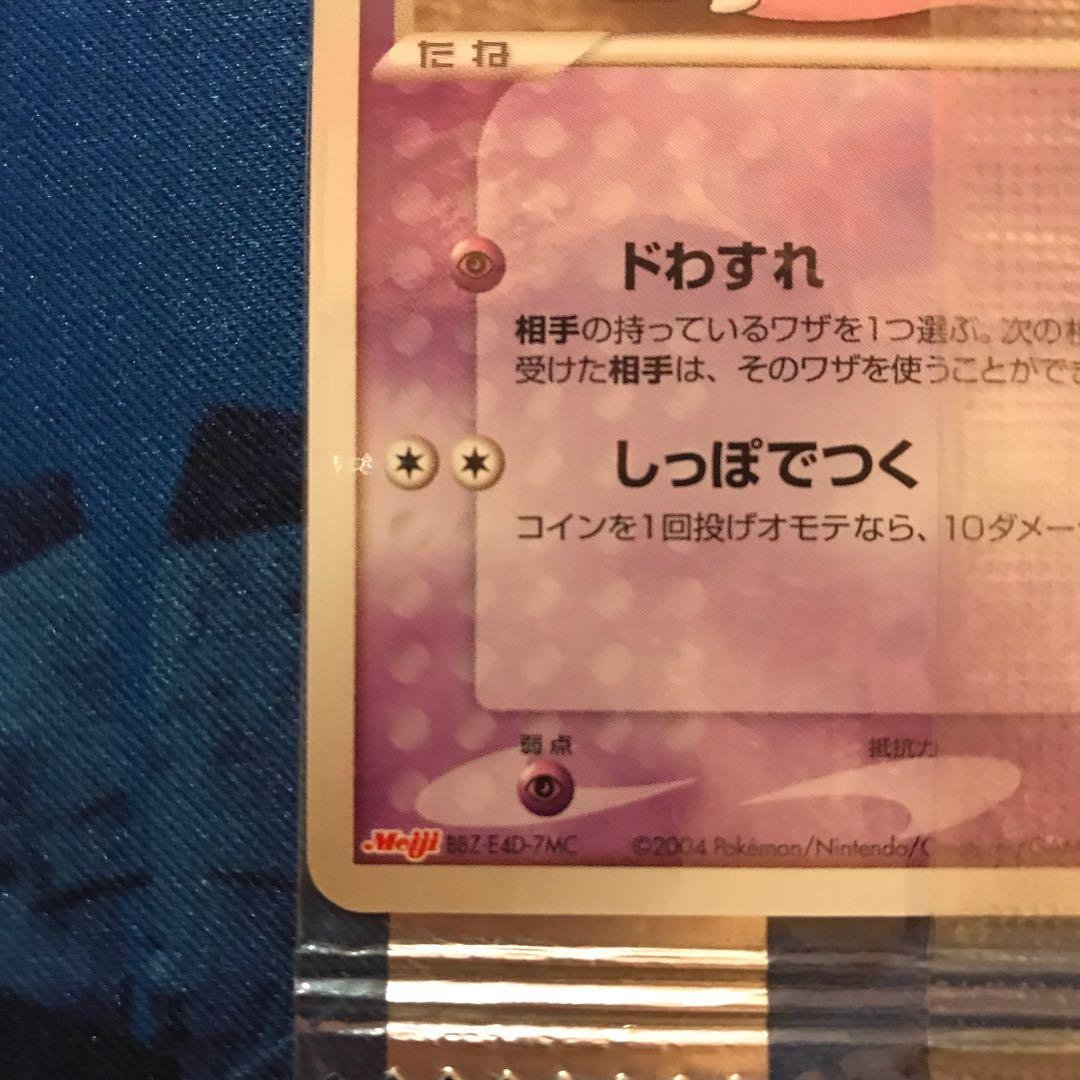 たね
ドわすれ
相手の持っているワザを1つ選ぶ。次の
受けた相手は、そのワザを使うことができ
しっぽでつく
コインを1回投げオモテなら、10ダメー
弱点
抵抗力
Meiji BBZ-E4D-7MC ©2004 Pokémon/Nintendo/Creatures/GAM